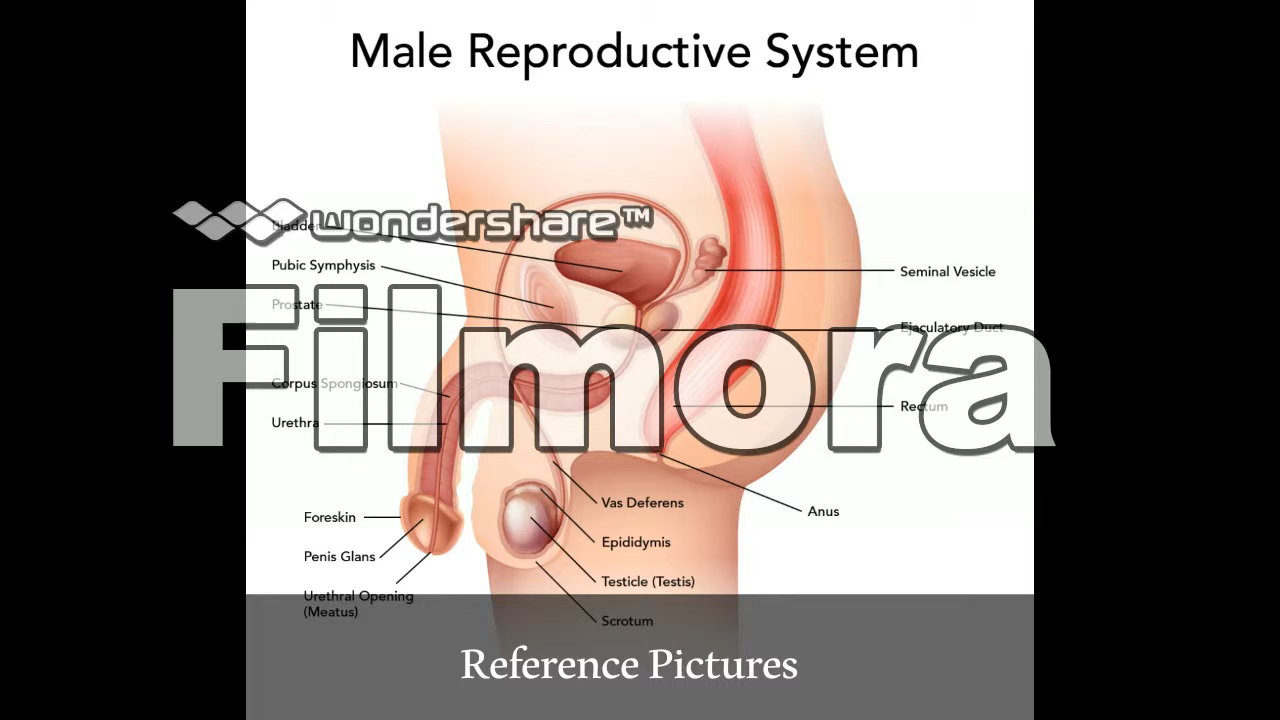 Male Reproductive System
wondershare™
Bladder
Pubic Symphysis
Seminal Vesicle
Filmora
Prostate
Ejaculatory Duct
Corpus Spongiosum
Rectum
Urethra
Vas Deferens
Anus
Foreskin
Epididymis
Penis Glans
Testicle (Testis)
Urethral Opening
(Meatus)
Scrotum
Reference Pictures